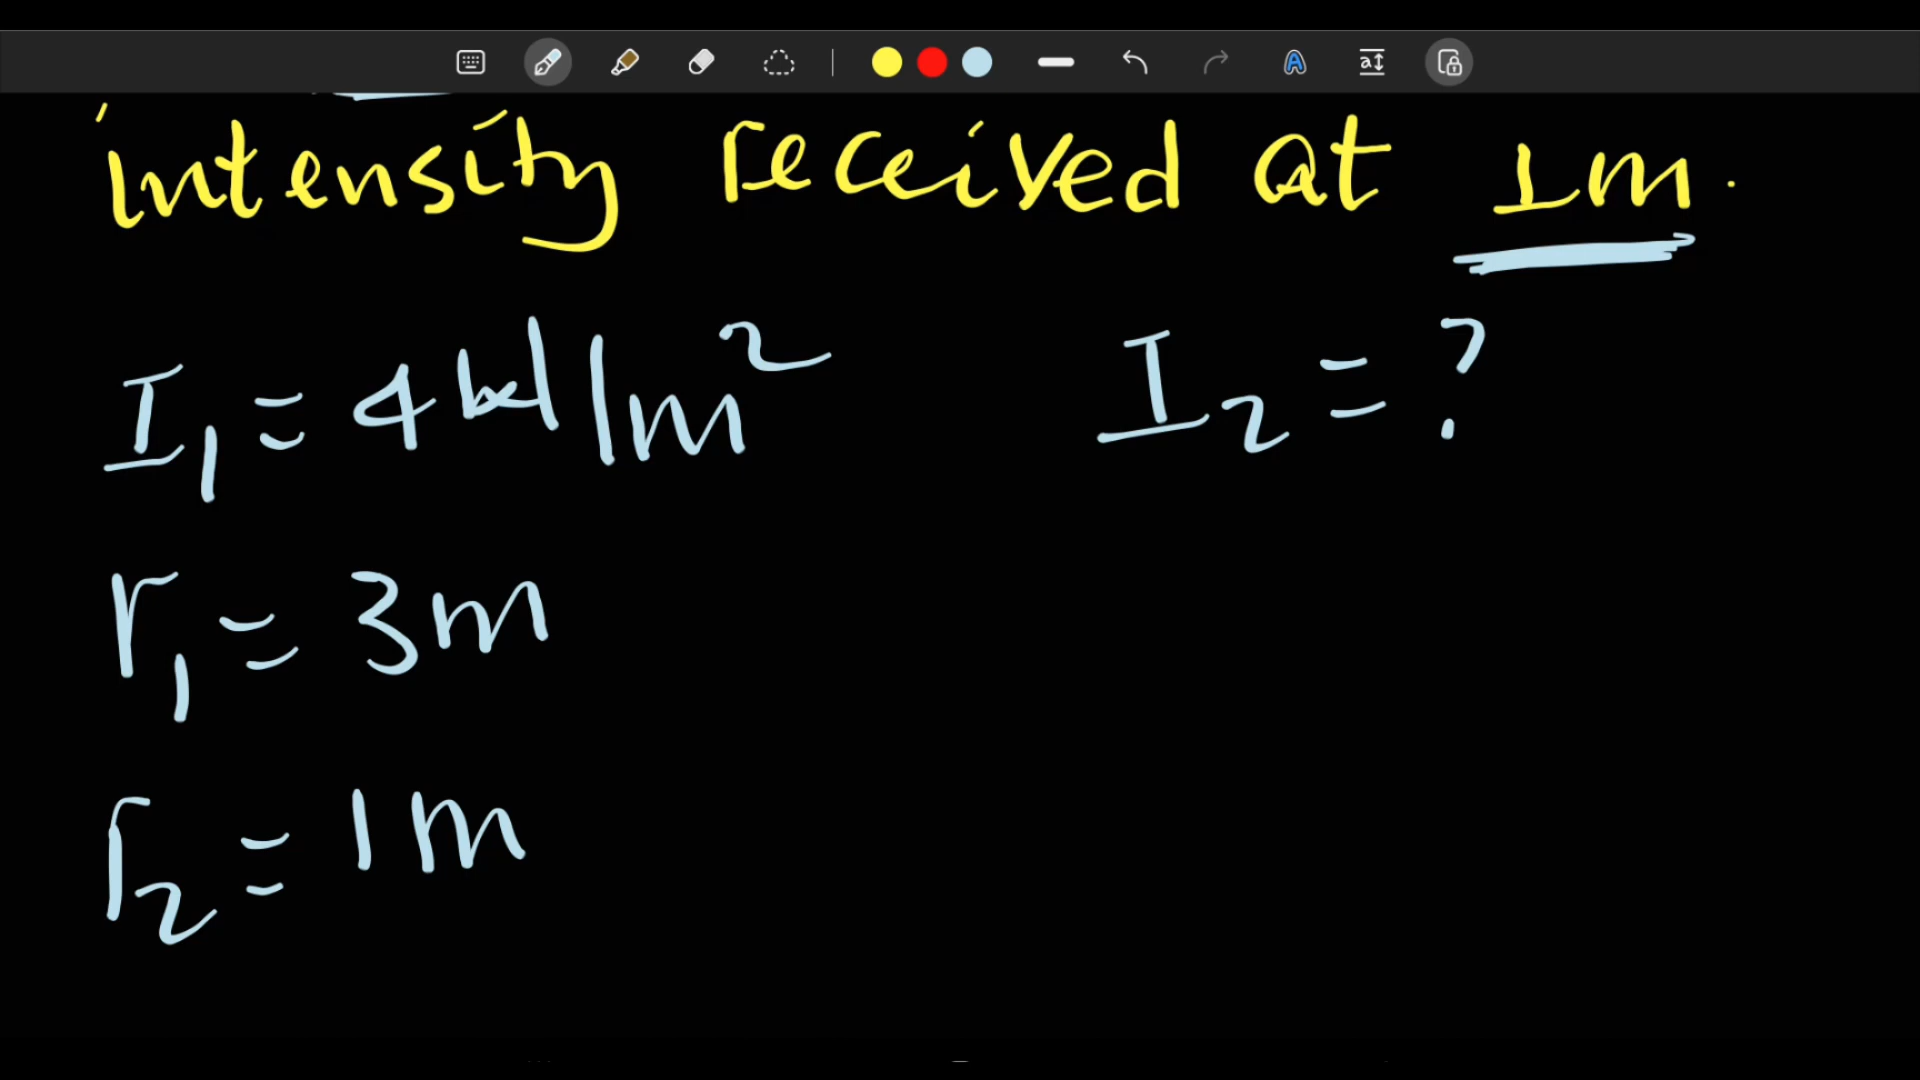 intensity received at 1m.
I₁ = 4W/m² I₂ = ?
r₁ = 3m
r₂ = 1m